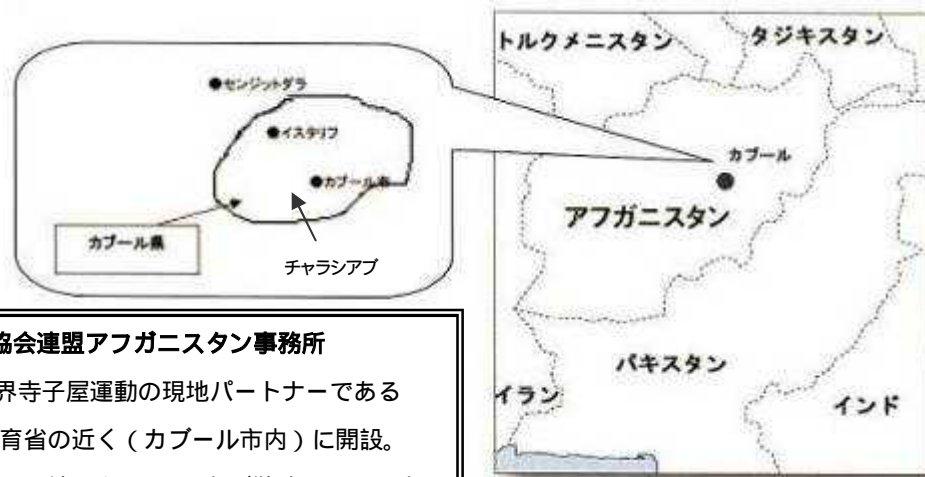 センジットダラ
イスタリフ
カブール市
カブール県
チャラシアブ
トルクメニスタン
タジキスタン
カブール
アフガニスタン
パキスタン
イラン
インド
協会連盟アフガニスタン事務所
界寺子屋運動の現地パートナーである
育省の近く（カブール市内）に開設。